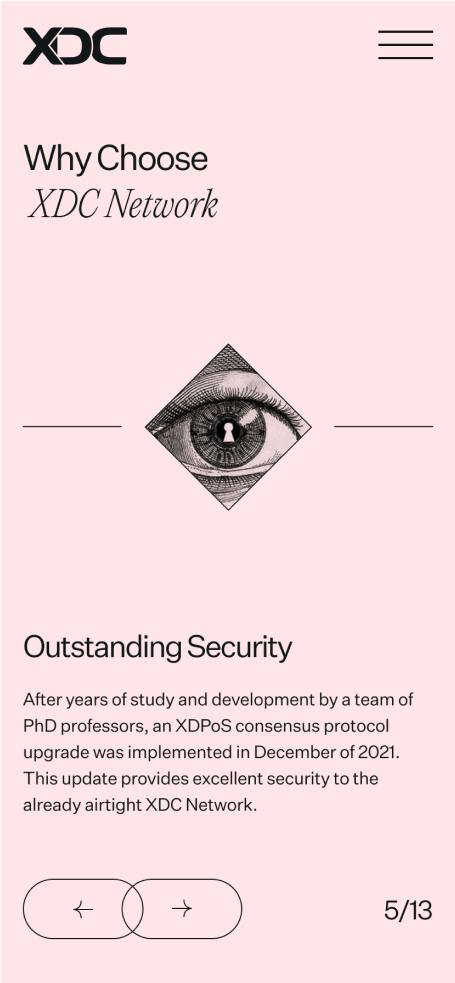 XDC
Why Choose
XDC Network
Outstanding Security
After years of study and development by a team of
PhD professors, an XDPoS consensus protocol
upgrade was implemented in December of 2021.
This update provides excellent security to the
already airtight XDC Network.
5/13